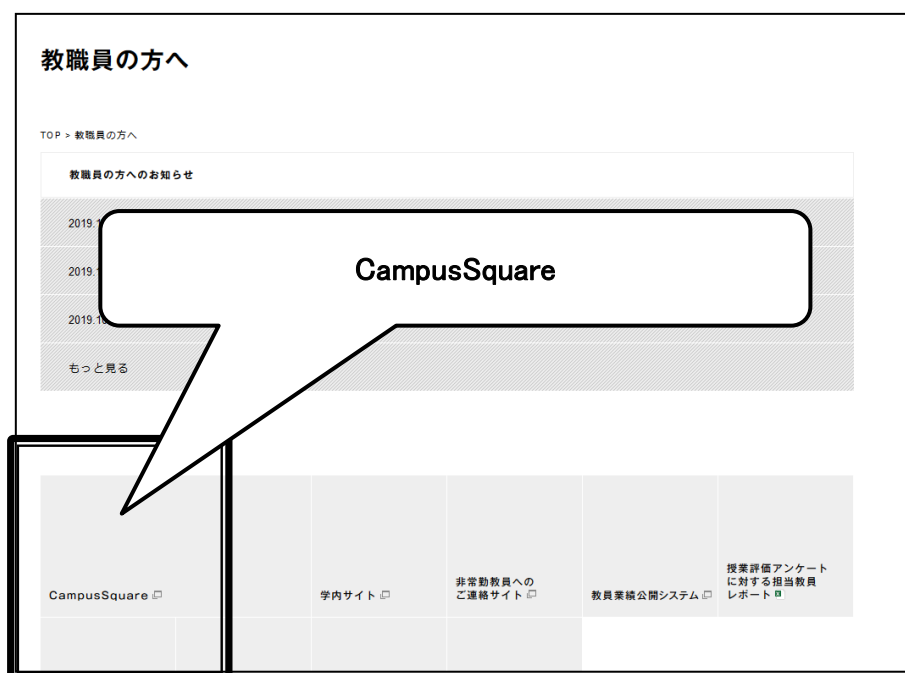 教職員の方へ
TOP > 教職員の方へ
教職員の方へのお知らせ
2019.1
2019.1
2019.10
もっと見る
CampusSquare
CampusSquare
学内サイト
非常勤教員への
ご連絡サイト
教員業績公開システム
授業評価アンケート
に対する担当教員
レポート